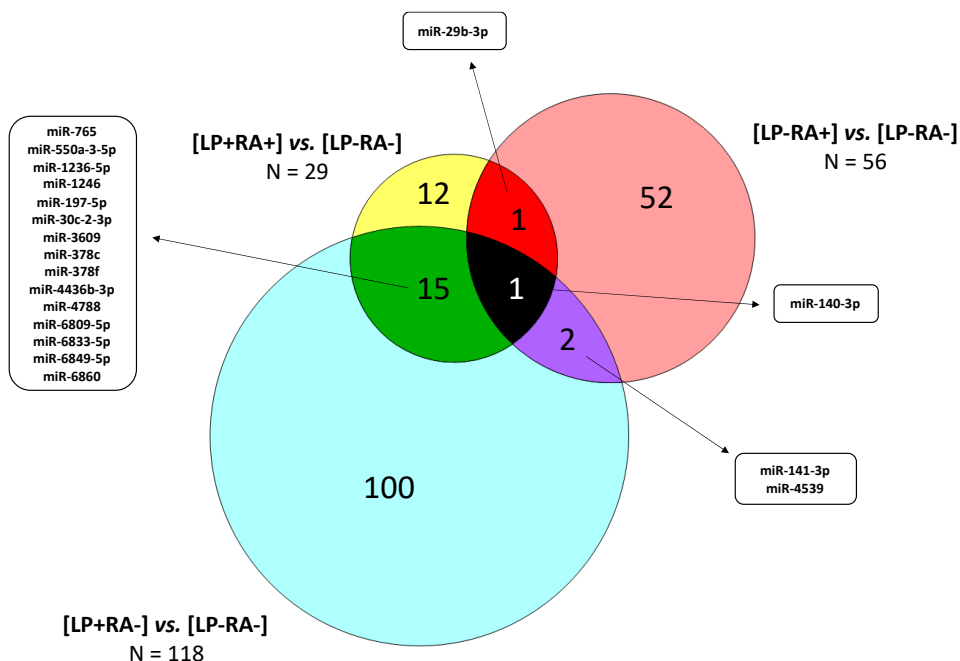 miR-29b-3p
[LP+RA+] vs. [LP-RA-]
N = 29
[LP-RA+] vs. [LP-RA-]
N = 56
miR-765
miR-550a-3-5p
miR-1236-5p
miR-1246
miR-197-5p
miR-30c-2-3p
miR-3609
miR-378c
miR-378f
miR-4436b-3p
miR-4788
miR-6809-5p
miR-6833-5p
miR-6849-5p
miR-6860
12
1
52
15
1
2
miR-140-3p
miR-141-3p
miR-4539
100
[LP+RA-] vs. [LP-RA-]
N = 118